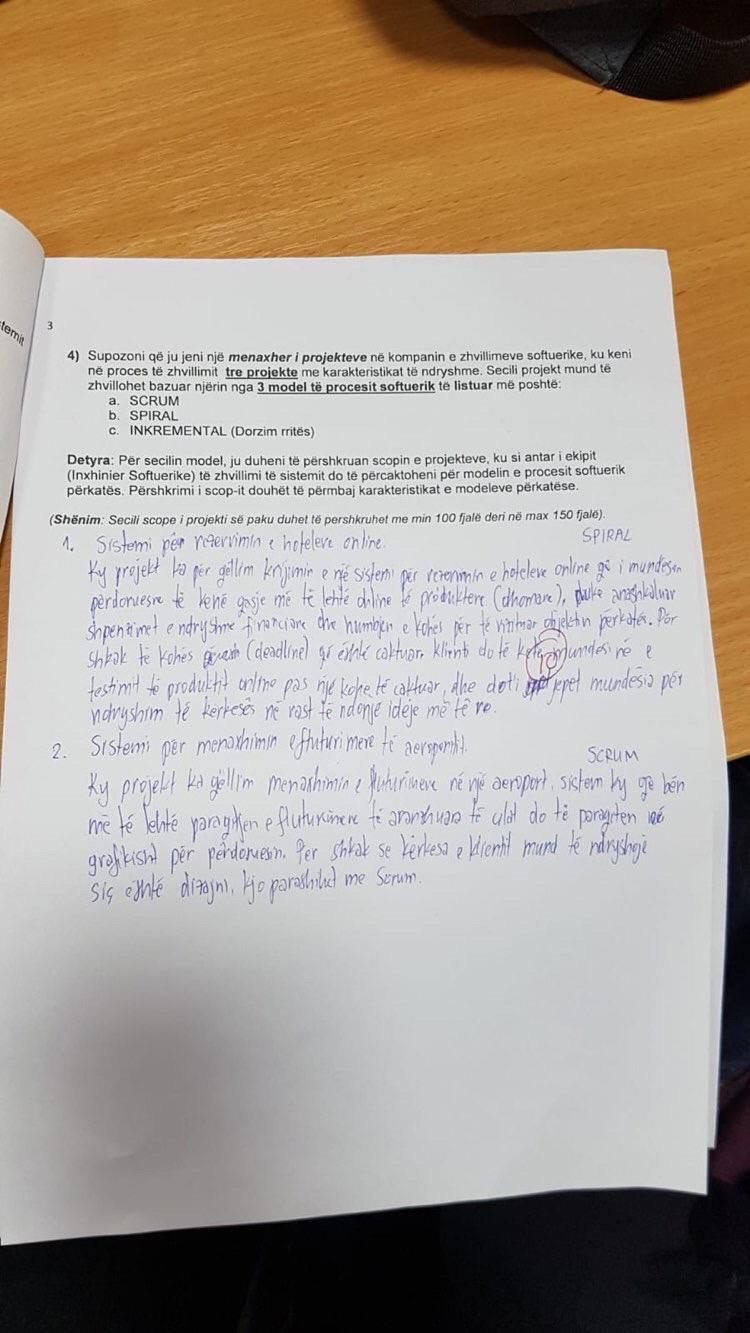 temit
3
4) Supozoni që ju jeni një menaxher i projekteve në kompanin e zhvillimeve softuerike, ku keni
në proces të zhvillimit tre projekte me karakteristikat të ndryshme. Secili projekt mund të
zhvillohet bazuar njërin nga 3 model të procesit softuerik të listuar më poshtë:
a. SCRUM
b. SPIRAL
c. INKREMENTAL (Dorzim rritës)
Detyra: Për secilin model, ju duheni të përshkruan scopin e projekteve, ku si antar i ekipit
(Inxhinier Softuerike) të zhvillimi të sistemit do të përcaktoheni për modelin e procesit softuerik
përkatës. Përshkrimi i scop-it douhët të përmbaj karakteristikat e modeleve përkatëse.
(Shënim: Secili scope i projekti së paku duhet të pershkruhet me min 100 fjalë deri në max 150 fjalë).
1. Sistemi për rezervimin e hoteleve online. SPIRAL
Ky projekt ka për qëllim krijimin e një sistemi për rezervimin e hoteleve online që i mundëson
përdoruesve të kenë qasje më të lehtë online të produkteve (dhomave), duke anashkaluar
shpenzimet e ndryshme financiare dhe humbjen e kohës për të vizituar objektin përkatës. Për
shkak të kohës (deadline) që është caktuar, klienti do të ketë mundësinë e
testimit të produktit online pas një kohe të caktuar, dhe do ti jepet mundësia për
ndryshim të kërkesës në rast të ndonjë ideje më të re.
2. Sistemi për menaxhimin e fluturimeve të aeroportit.
SCRUM
Ky projekt ka qëllim menaxhimin e fluturimeve në një aeroport, sistem ky që bën
më të lehtë paragitjen e fluturimeve të aranzhuara të cilat do të paragiten
grafikisht për përdoruesin. Per shkak se kërkesa e klientit mund të ndryshojë
siç është dizajni, kjo parashihet me Scrum.